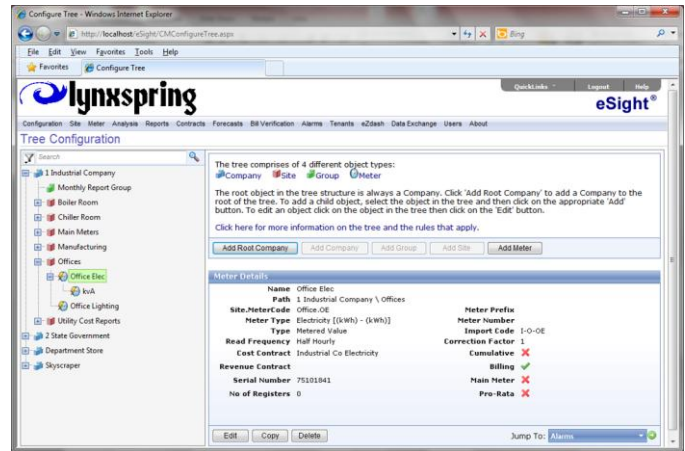 Configure Tree - Windows Internet Explorer
http://localhost/eSight/CMConfigureTree.aspx
Bing
File Edit View Favorites Tools Help
Favorites Configure Tree
QuickLinks Logout Help
lynxspring
eSight®
Configuration Site Meter Analysis Reports Contracts Forecasts Bill Verification Alarms Tenants eZdash Data Exchange Users About
Tree Configuration
Search
1 Industrial Company
Monthly Report Group
Boiler Room
Chiller Room
Main Meters
Manufacturing
Offices
Office Elec
kvA
Office Lighting
Utility Cost Reports
2 State Government
Department Store
Skyscraper
The tree comprises of 4 different object types:
Company Site Group Meter
The root object in the tree structure is always a Company. Click 'Add Root Company' to add a Company to the
root of the tree. To add a child object, select the object in the tree and then click on the appropriate 'Add'
button. To edit an object click on the object in the tree then click on the 'Edit' button.
Click here for more information on the tree and the rules that apply.
Add Root Company Add Company Add Group Add Site Add Meter
Meter Details
Name Office Elec
Path 1 Industrial Company \ Offices
Site.MeterCode Office.OE Meter Prefix
Meter Type Electricity [(kWh) - (kWh)] Meter Number
Type Metered Value Import Code I-O-OE
Read Frequency Half Hourly Correction Factor 1
Cost Contract Industrial Co Electricity Cumulative
Revenue Contract Billing
Serial Number 75101841 Main Meter
No of Registers 0 Pro-Rata
Edit Copy Delete Jump To: Alarms